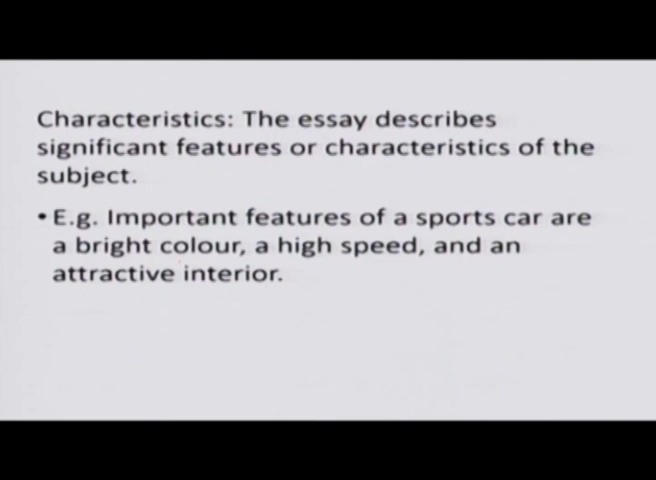 Characteristics: The essay describes
significant features or characteristics of the
subject.
• E.g. Important features of a sports car are
a bright colour, a high speed, and an
attractive interior.